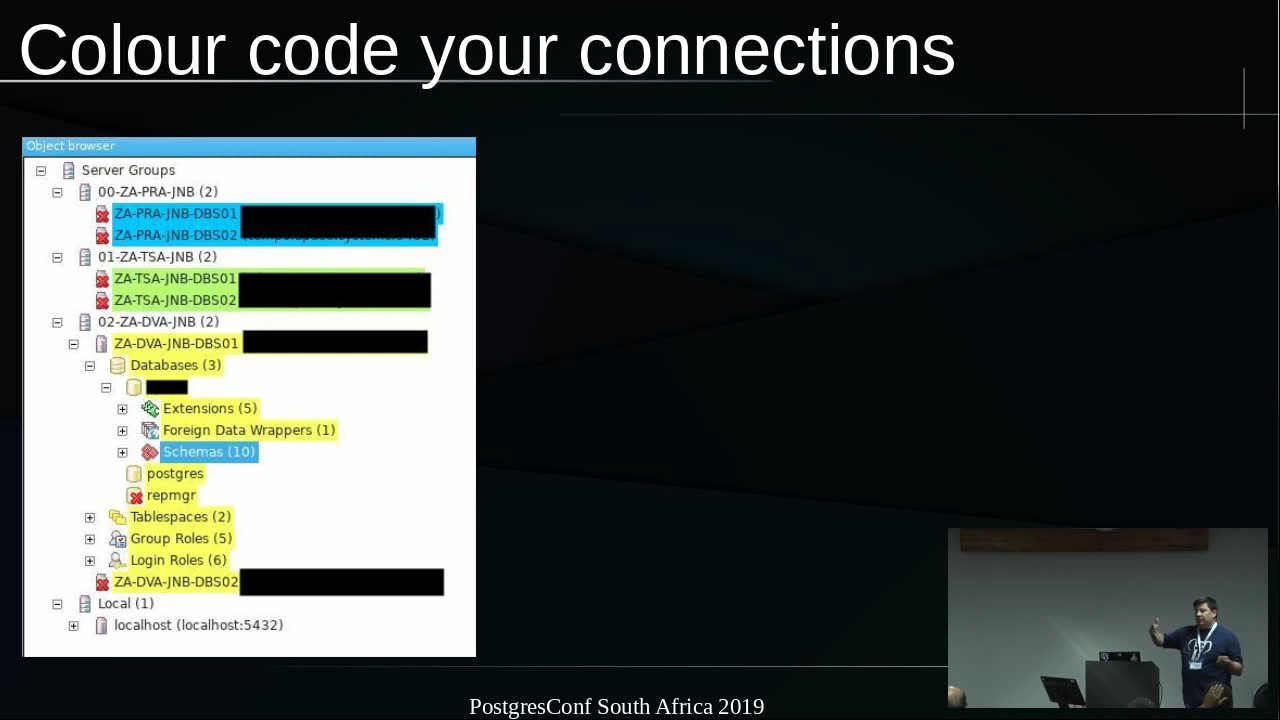 Colour code your connections
Object browser
Server Groups
00-ZA-PRA-JNB (2)
ZA-PRA-JNB-DBS01
ZA-PRA-JNB-DBS02
01-ZA-TSA-JNB (2)
ZA-TSA-JNB-DBS01
ZA-TSA-JNB-DBS02
02-ZA-DVA-JNB (2)
ZA-DVA-JNB-DBS01
Databases (3)
Extensions (5)
Foreign Data Wrappers (1)
Schemas (10)
postgres
repmgr
Tablespaces (2)
Group Roles (5)
Login Roles (6)
ZA-DVA-JNB-DBS02
Local (1)
localhost (localhost:5432)
PostgresConf South Africa 2019